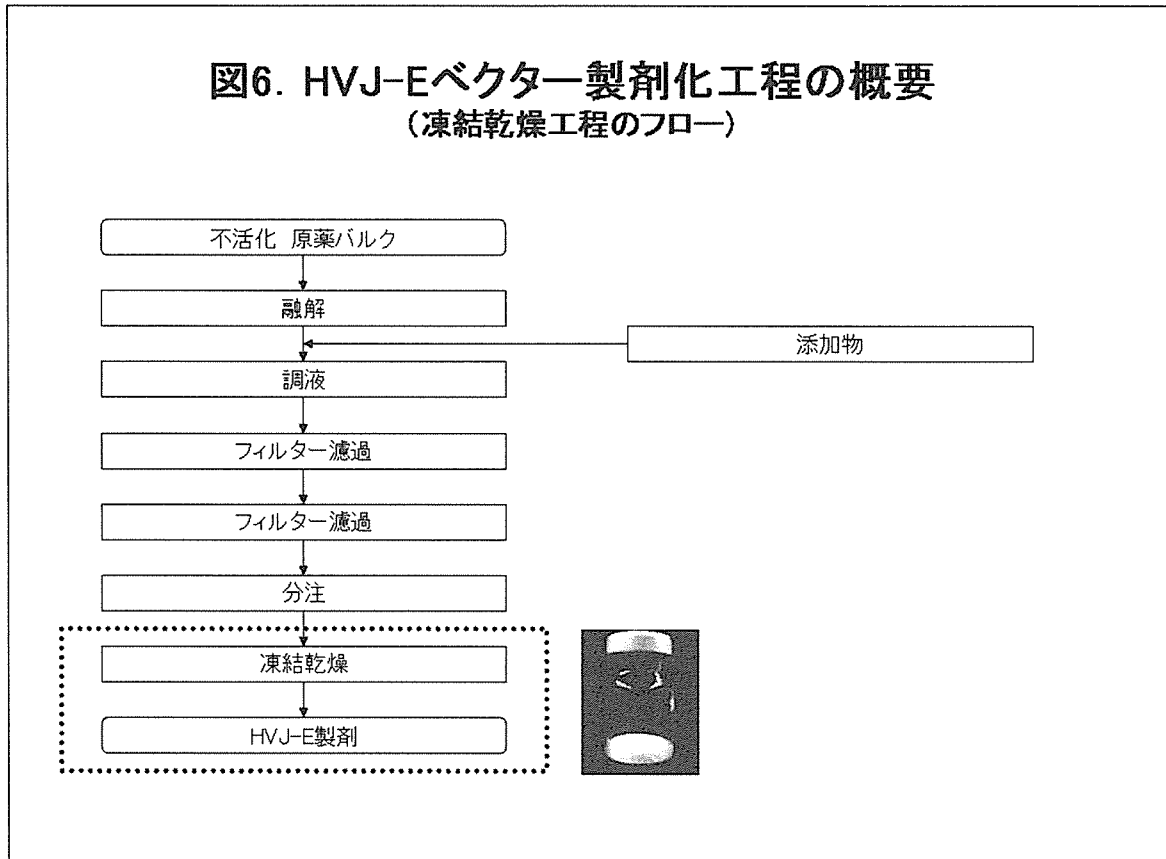 図6. HVJ-Eベクター製剤化工程の概要
(凍結乾燥工程のフロー)
不活化 原薬バルク
融解
添加物
調液
フィルター濾過
フィルター濾過
分注
凍結乾燥
HVJ-E製剤